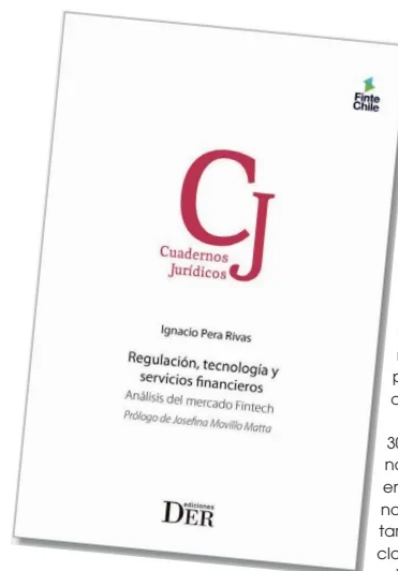 Finte
Chile
CJ
Cuadernos
Jurídicos
Ignacio Pera Rivas
Regulación, tecnología y
servicios financieros
Análisis del mercado Fintech
Prólogo de Josefina Movillo Matta
ediciones
DER
30